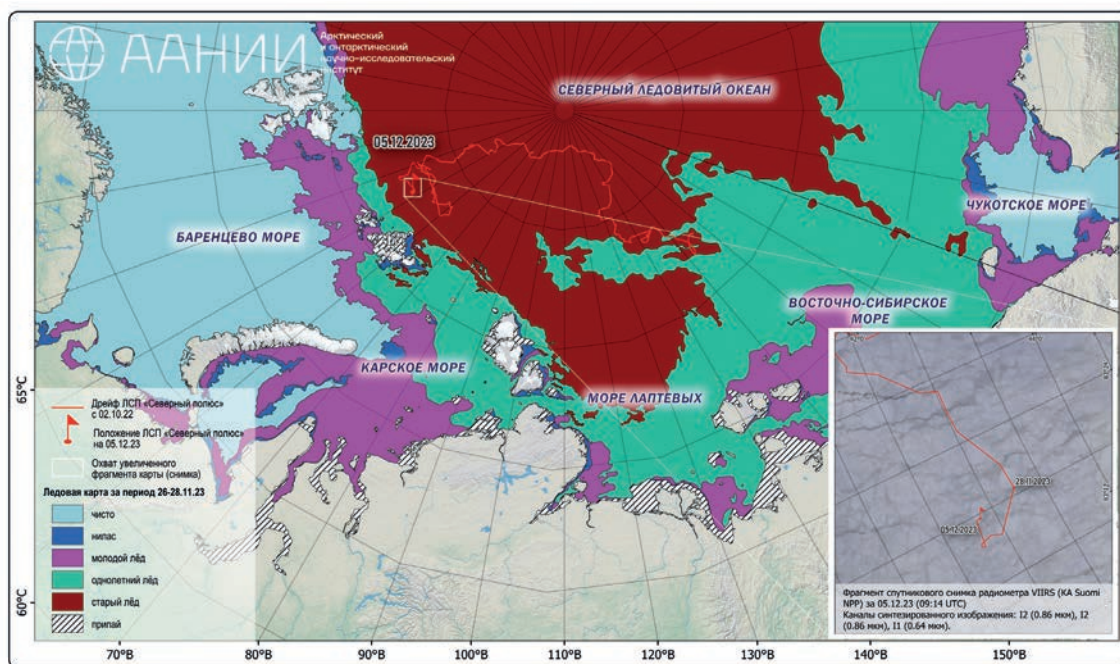 ААНИИ
Арктический
и антарктический
научно-исследовательский
институт
СЕВЕРНЫЙ ЛЕДОВИТЫЙ ОКЕАН
05.12.2023
ЧУКОТСКОЕ МОРЕ
БАРЕНЦЕВО МОРЕ
ВОСТОЧНО-СИБИРСКОЕ
МОРЕ
КАРСКОЕ МОРЕ
МОРЕ ЛАПТЕВЫХ
65°С
60°С
Дрейф ЛСП «Северный полюс»
с 02.10.22
Положение ЛСП «Северный полюс»
на 05.12.23
Охват увеличенного
фрагмента карты (снимка)
Ледовая карта за период 26-28.11.23
чисто
нилас
молодой лёд
однолетний лёд
старый лёд
припай
28.11.2023
05.12.2023
Фрагмент спутникового снимка радиометра VIIRS (КА Suomi
NPP) за 05.12.23 (09:14 UTC)
Каналы синтезированного изображения: I2 (0.86 мкм), I2
(0.86 мкм), I1 (0.64 мкм).
70°В
80°В
90°В
100°В
110°В
120°В
130°В
140°В
150°В